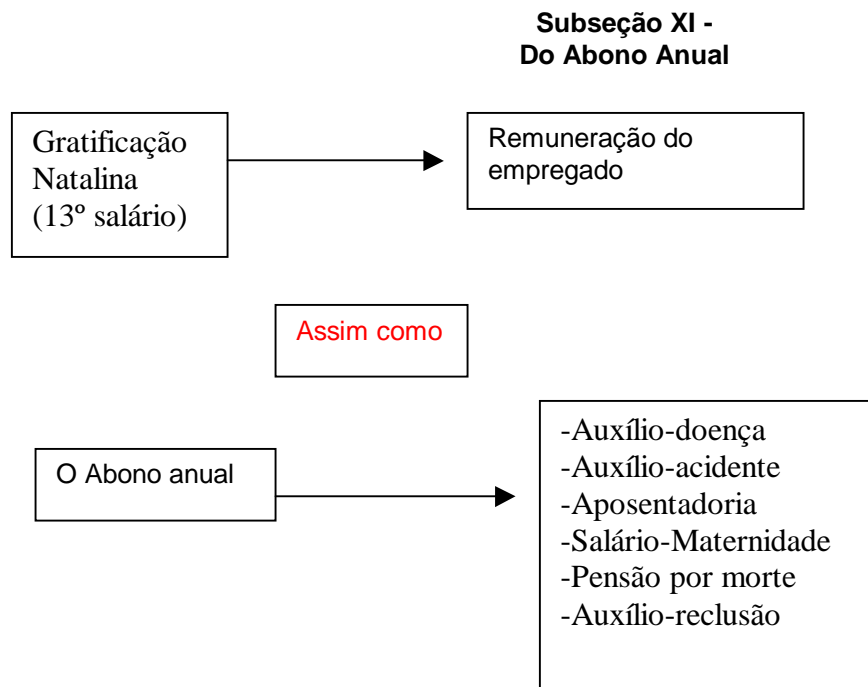 Subseção XI -
Do Abono Anual
Gratificação
Natalina
(13º salário)
Remuneração do
empregado
Assim como
O Abono anual
-Auxílio-doença
-Auxílio-acidente
-Aposentadoria
-Salário-Maternidade
-Pensão por morte
-Auxílio-reclusão